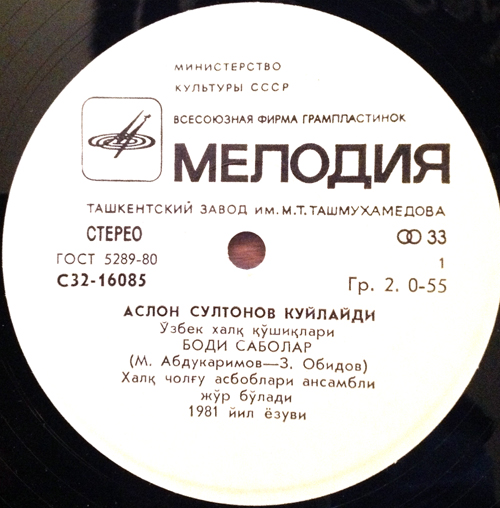 МИНИСТЕРСТВО
КУЛЬТУРЫ СССР
ВСЕСОЮЗНАЯ ФИРМА ГРАМПЛАСТИНОК
МЕЛОДИЯ
ТАШКЕНТСКИЙ ЗАВОД ИМ. М.Т. ТАШМУХАМЕДОВА
СТЕРЕО 33
ГОСТ 5289-80 1
С32-16085 Гр. 2. 0-55
АСЛОН СУЛТОНОВ КУЙЛАЙДИ
Ўзбек халқ қўшиқлари
БОДИ САБОЛАР
(М. Абдукаримов—З. Обидов)
Халқ чолғу асбоблари ансамбли
жўр бўлади
1981 йил ёзуви